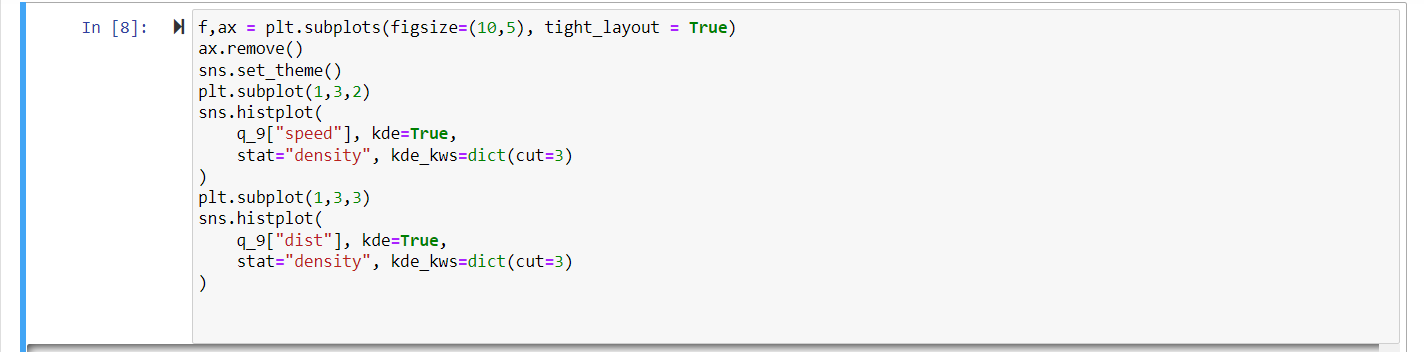 In [8]:
f,ax = plt.subplots(figsize=(10,5), tight_layout = True)
ax.remove()
sns.set_theme()
plt.subplot(1,3,2)
sns.histplot(
    q_9["speed"], kde=True,
    stat="density", kde_kws=dict(cut=3)
)
plt.subplot(1,3,3)
sns.histplot(
    q_9["dist"], kde=True,
    stat="density", kde_kws=dict(cut=3)
)